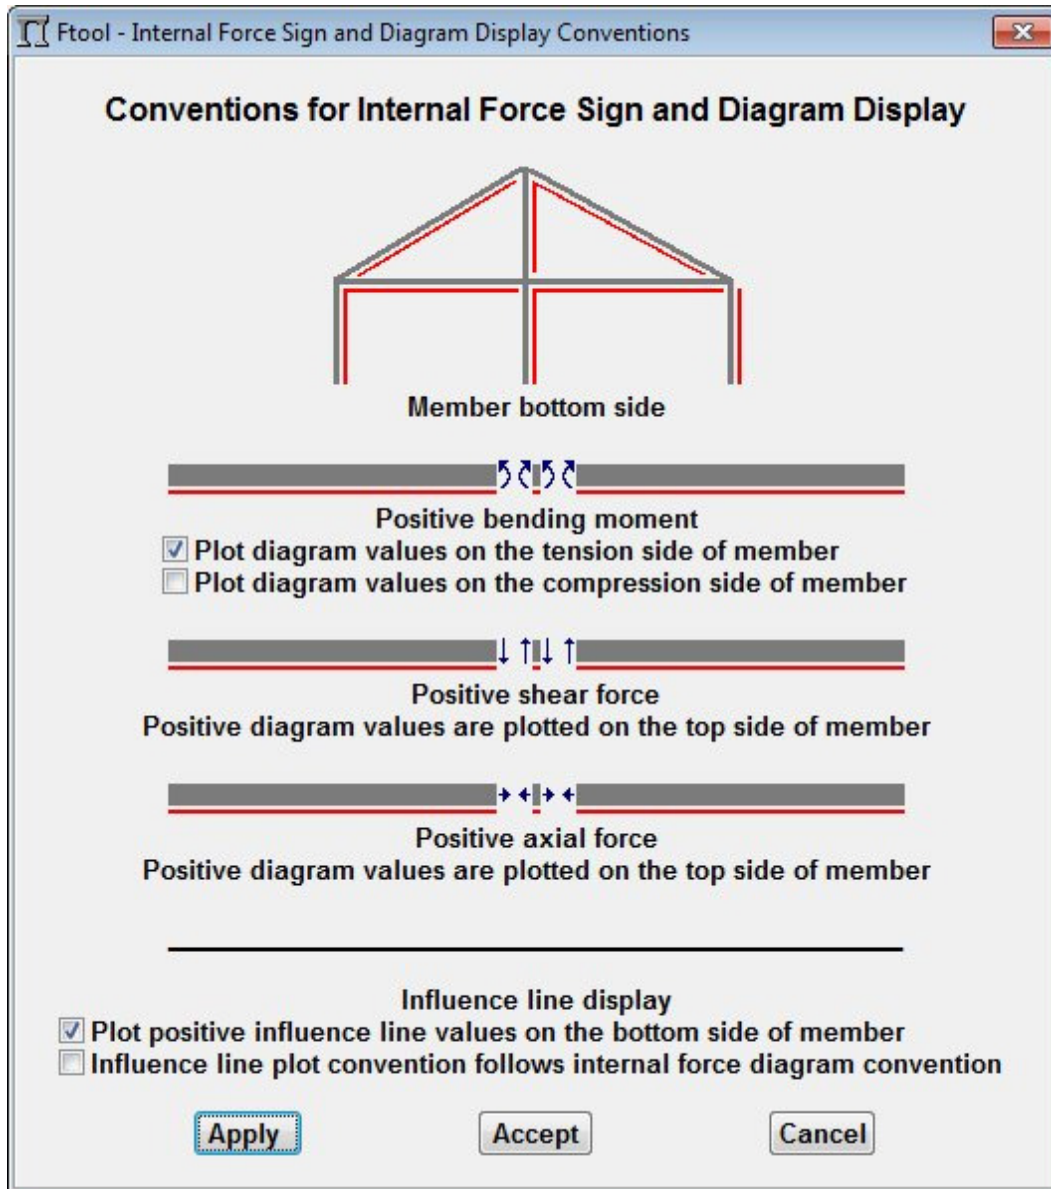 Ftool - Internal Force Sign and Diagram Display Conventions
Conventions for Internal Force Sign and Diagram Display
Member bottom side
Positive bending moment
Plot diagram values on the tension side of member
Plot diagram values on the compression side of member
Positive shear force
Positive diagram values are plotted on the top side of member
Positive axial force
Positive diagram values are plotted on the top side of member
Influence line display
Plot positive influence line values on the bottom side of member
Influence line plot convention follows internal force diagram convention
Apply Accept Cancel